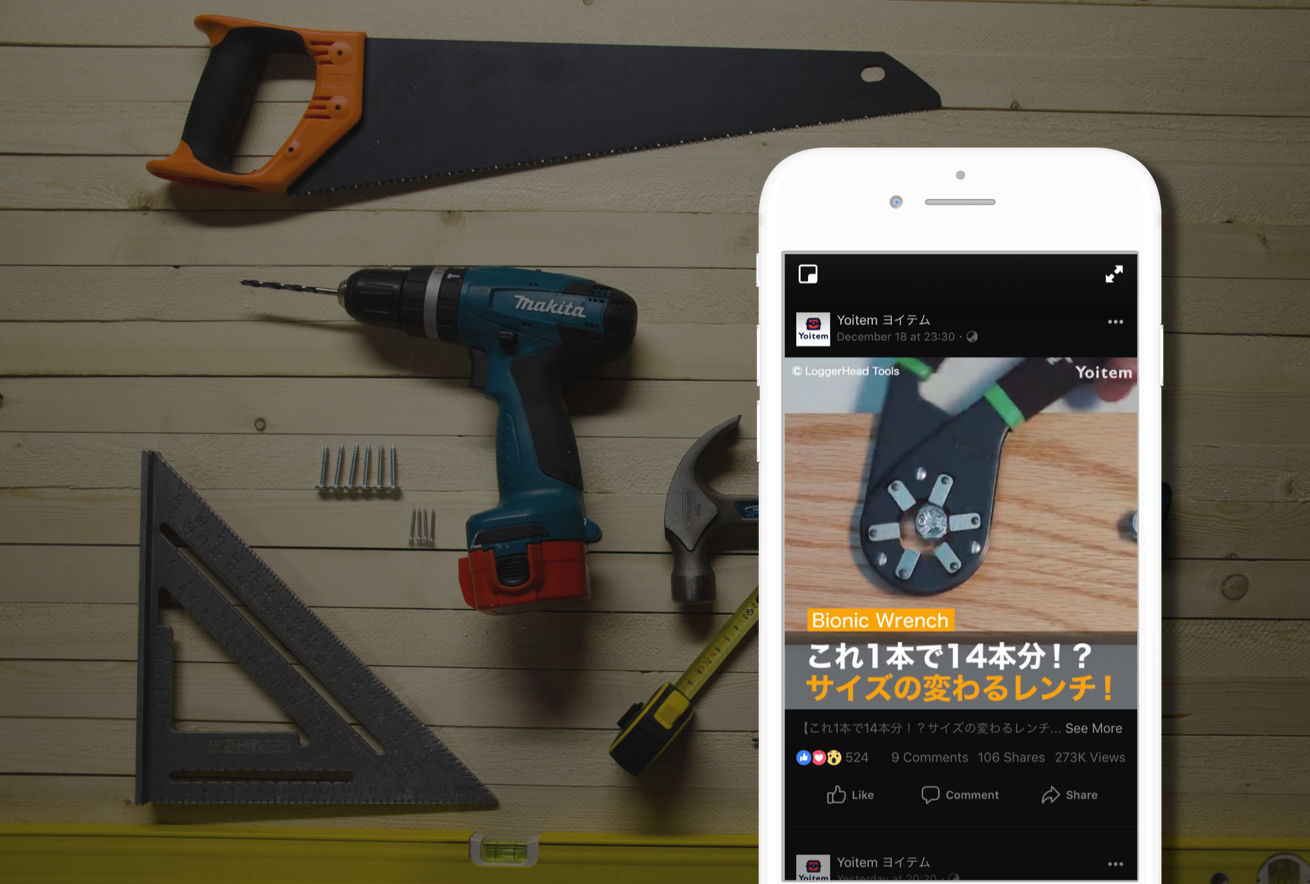 Makita
Yoitem ヨイテム
Yoitem
December 18 at 23:30 ·
© LoggerHead Tools
Yoitem
Bionic Wrench
これ1本で14本分！？
サイズの変わるレンチ！
【これ1本で14本分！？サイズの変わるレンチ... See More
524
9 Comments 106 Shares 273K Views
Like
Comment
Share
Yoitem ヨイテム
Yoitem
Yesterday at 20:20 ·